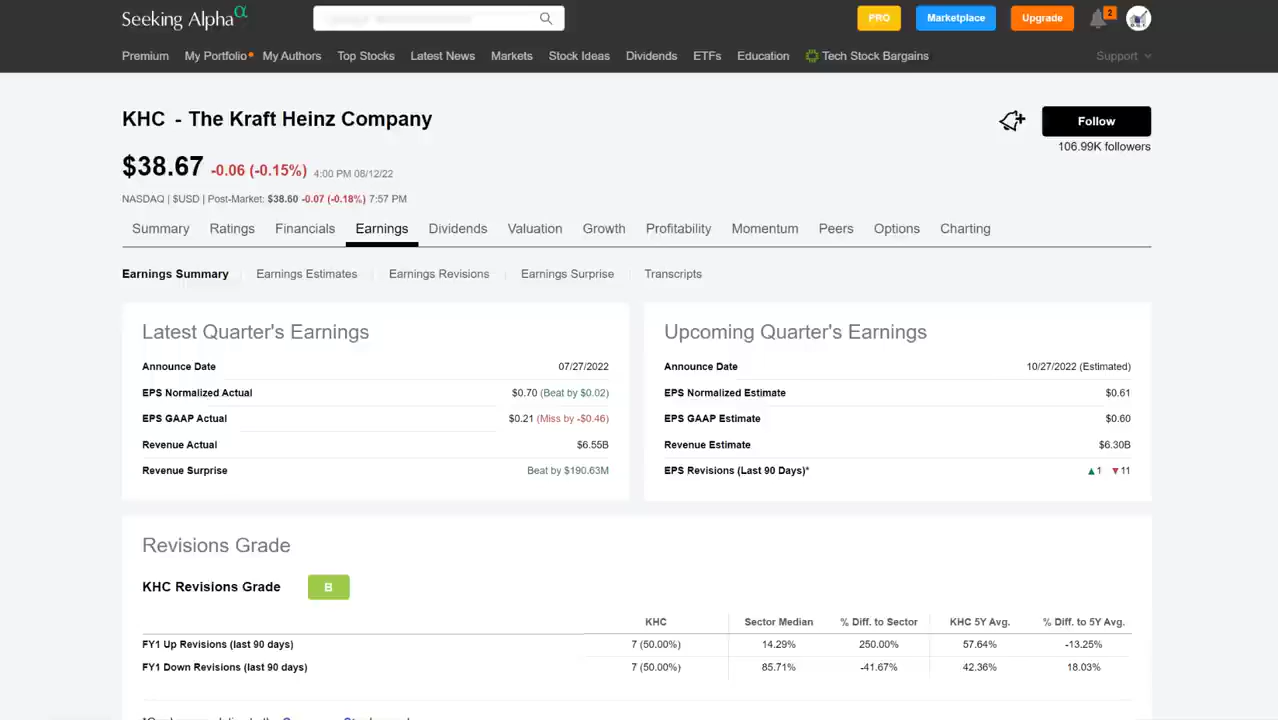 Seeking Alpha α
PRO Marketplace Upgrade 2
Premium My Portfolio My Authors Top Stocks Latest News Markets Stock Ideas Dividends ETFs Education Tech Stock Bargains Support
KHC - The Kraft Heinz Company
Follow
106.99K followers
$38.67 -0.06 (-0.15%) 4:00 PM 08/12/22
NASDAQ | $USD | Post-Market: $38.60 -0.07 (-0.18%) 7:57 PM
Summary Ratings Financials Earnings Dividends Valuation Growth Profitability Momentum Peers Options Charting
Earnings Summary Earnings Estimates Earnings Revisions Earnings Surprise Transcripts
Latest Quarter's Earnings
Announce Date 07/27/2022
EPS Normalized Actual $0.70 (Beat by $0.02)
EPS GAAP Actual $0.21 (Miss by -$0.46)
Revenue Actual $6.55B
Revenue Surprise Beat by $190.63M
Upcoming Quarter's Earnings
Announce Date 10/27/2022 (Estimated)
EPS Normalized Estimate $0.61
EPS GAAP Estimate $0.60
Revenue Estimate $6.30B
EPS Revisions (Last 90 Days)* ▲1 ▼11
Revisions Grade
KHC Revisions Grade B
KHC Sector Median % Diff. to Sector KHC 5Y Avg. % Diff. to 5Y Avg.
FY1 Up Revisions (last 90 days) 7 (50.00%) 14.29% 250.00% 57.64% -13.25%
FY1 Down Revisions (last 90 days) 7 (50.00%) 85.71% -41.67% 42.36% 18.03%